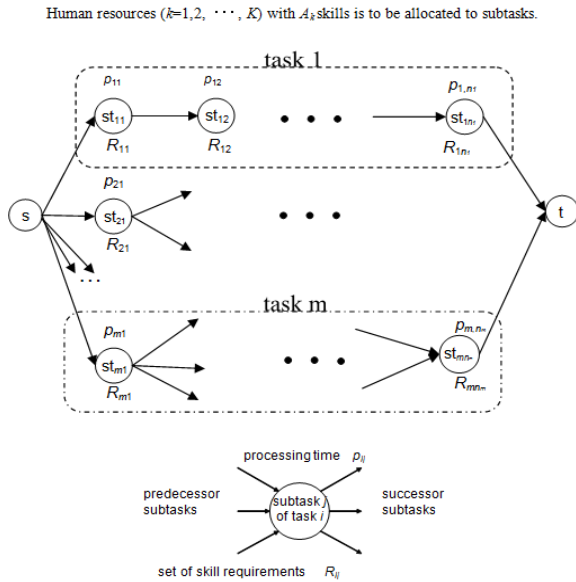 Human resources (k=1,2, ···, K) with Aₖ skills is to be allocated to subtasks.
task 1
p₁₁ p₁₂ p₁,ₙ₁
st₁₁ st₁₂ • • • st₁ₙ₁
R₁₁ R₁₂ R₁ₙ₁
p₂₁
s st₂₁ • • • t
R₂₁
...
task m
pₘ₁ pₘ,ₙₘ
stₘ₁ • • • stₘₙₘ
Rₘ₁ Rₘₙₘ
processing time pᵢⱼ
predecessor subtask j successor
subtasks of task i subtasks
set of skill requirements Rᵢⱼ